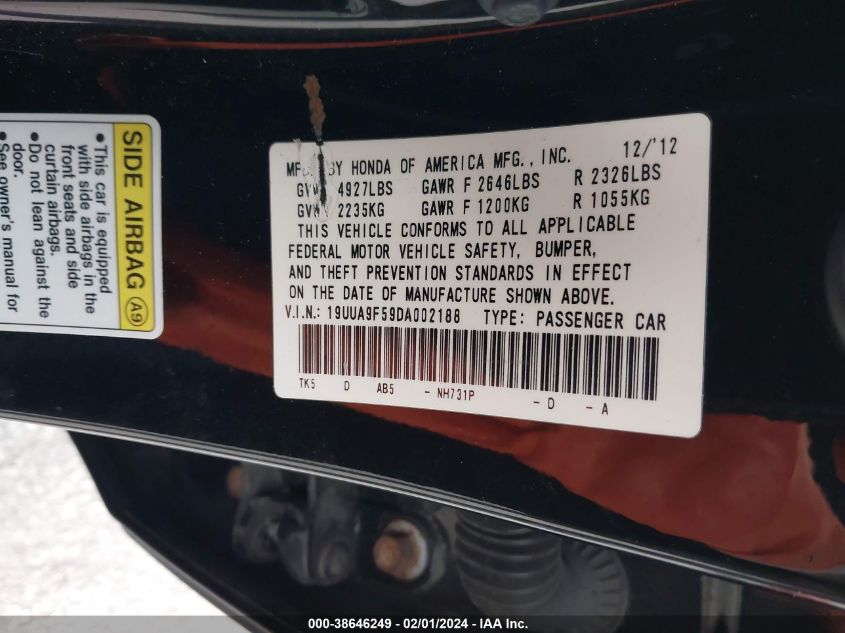 SIDE AIRBAG A9
•This car is equipped
with side airbags in the
front seats and side
curtain airbags.
•Do not lean against the
door.
•See owner's manual for
MFD BY HONDA OF AMERICA MFG., INC. 12/'12
4927LBS GAWR F 2646LBS R 2326LBS
2235KG GAWR F 1200KG R 1055KG
THIS VEHICLE CONFORMS TO ALL APPLICABLE
FEDERAL MOTOR VEHICLE SAFETY, BUMPER,
AND THEFT PREVENTION STANDARDS IN EFFECT
ON THE DATE OF MANUFACTURE SHOWN ABOVE.
V.I.N.: 19UUA9F59DA002188 TYPE: PASSENGER CAR
TK5 D AB5 - NH731P - D - A
000-38646249 - 02/01/2024 - IAA Inc.